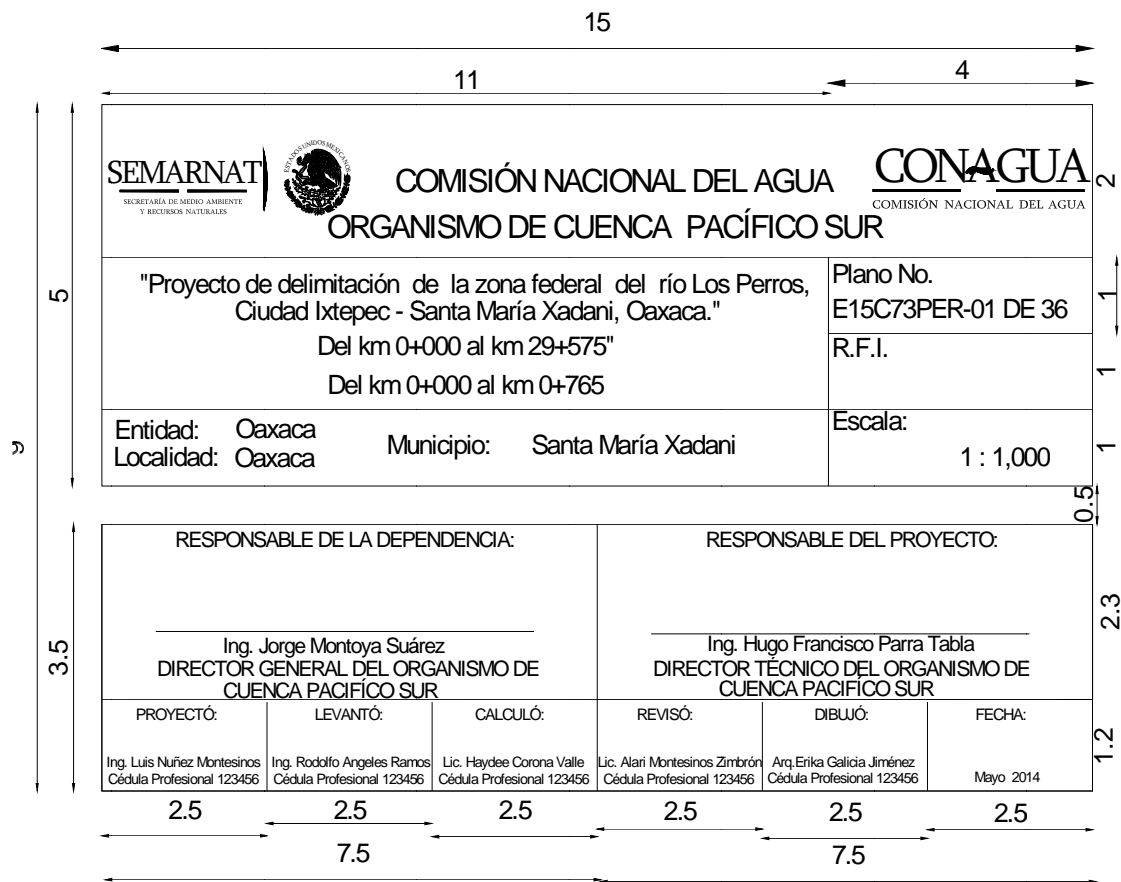 15
11
4
SEMARNAT
SECRETARÍA DE MEDIO AMBIENTE
Y RECURSOS NATURALES
ESTADOS UNIDOS MEXICANOS
COMISIÓN NACIONAL DEL AGUA
ORGANISMO DE CUENCA PACÍFICO SUR
CONAGUA
COMISIÓN NACIONAL DEL AGUA
2
"Proyecto de delimitación de la zona federal del río Los Perros,
Ciudad Ixtepec - Santa María Xadani, Oaxaca."
Del km 0+000 al km 29+575"
Del km 0+000 al km 0+765
Plano No.
E15C73PER-01 DE 36
1
R.F.I.
1
5
9
Entidad: Oaxaca
Localidad: Oaxaca
Municipio: Santa María Xadani
Escala:
1 : 1,000
1
0.5
RESPONSABLE DE LA DEPENDENCIA:
Ing. Jorge Montoya Suárez
DIRECTOR GENERAL DEL ORGANISMO DE
CUENCA PACIFÍCO SUR
RESPONSABLE DEL PROYECTO:
Ing. Hugo Francisco Parra Tabla
DIRECTOR TÉCNICO DEL ORGANISMO DE
CUENCA PACIFÍCO SUR
2.3
3.5
PROYECTÓ:
Ing. Luis Nuñez Montesinos
Cédula Profesional 123456
LEVANTÓ:
Ing. Rodolfo Angeles Ramos
Cédula Profesional 123456
CALCULÓ:
Lic. Haydee Corona Valle
Cédula Profesional 123456
REVISÓ:
Lic. Alari Montesinos Zimbrón
Cédula Profesional 123456
DIBUJÓ:
Arq.Erika Galicia Jiménez
Cédula Profesional 123456
FECHA:
Mayo 2014
1.2
2.5
2.5
2.5
2.5
2.5
2.5
7.5
7.5